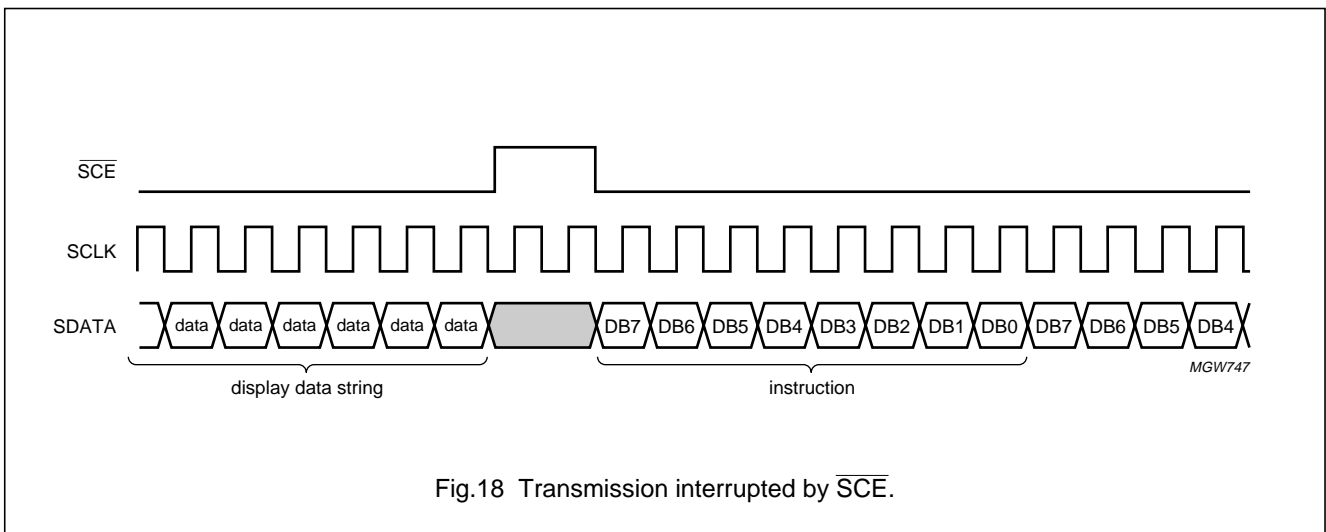 SCE
SCLK
SDATA data data data data data data DB7 DB6 DB5 DB4 DB3 DB2 DB1 DB0 DB7 DB6 DB5 DB4
MGW747
display data string instruction
Fig.18 Transmission interrupted by SCE.